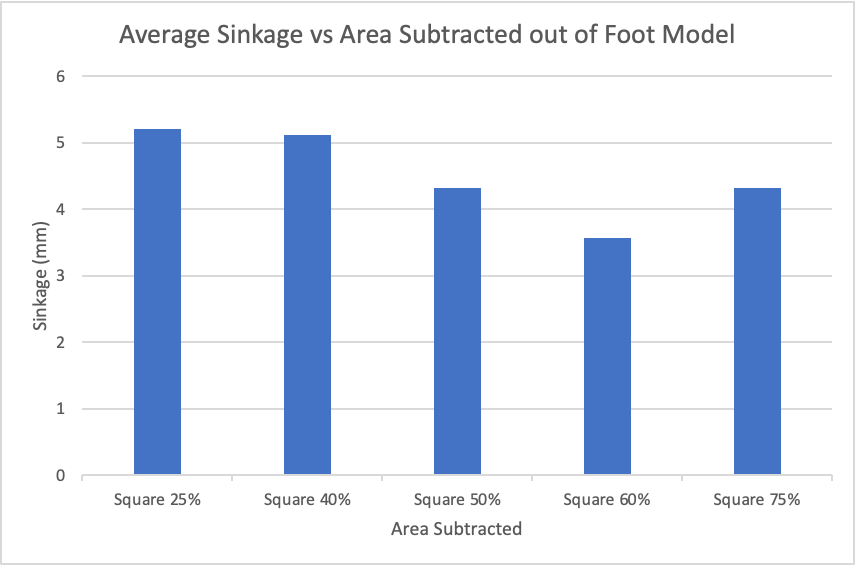 Average Sinkage vs Area Subtracted out of Foot Model
6
5
4
3
2
1
0
Sinkage (mm)
Square 25%
Square 40%
Square 50%
Square 60%
Square 75%
Area Subtracted